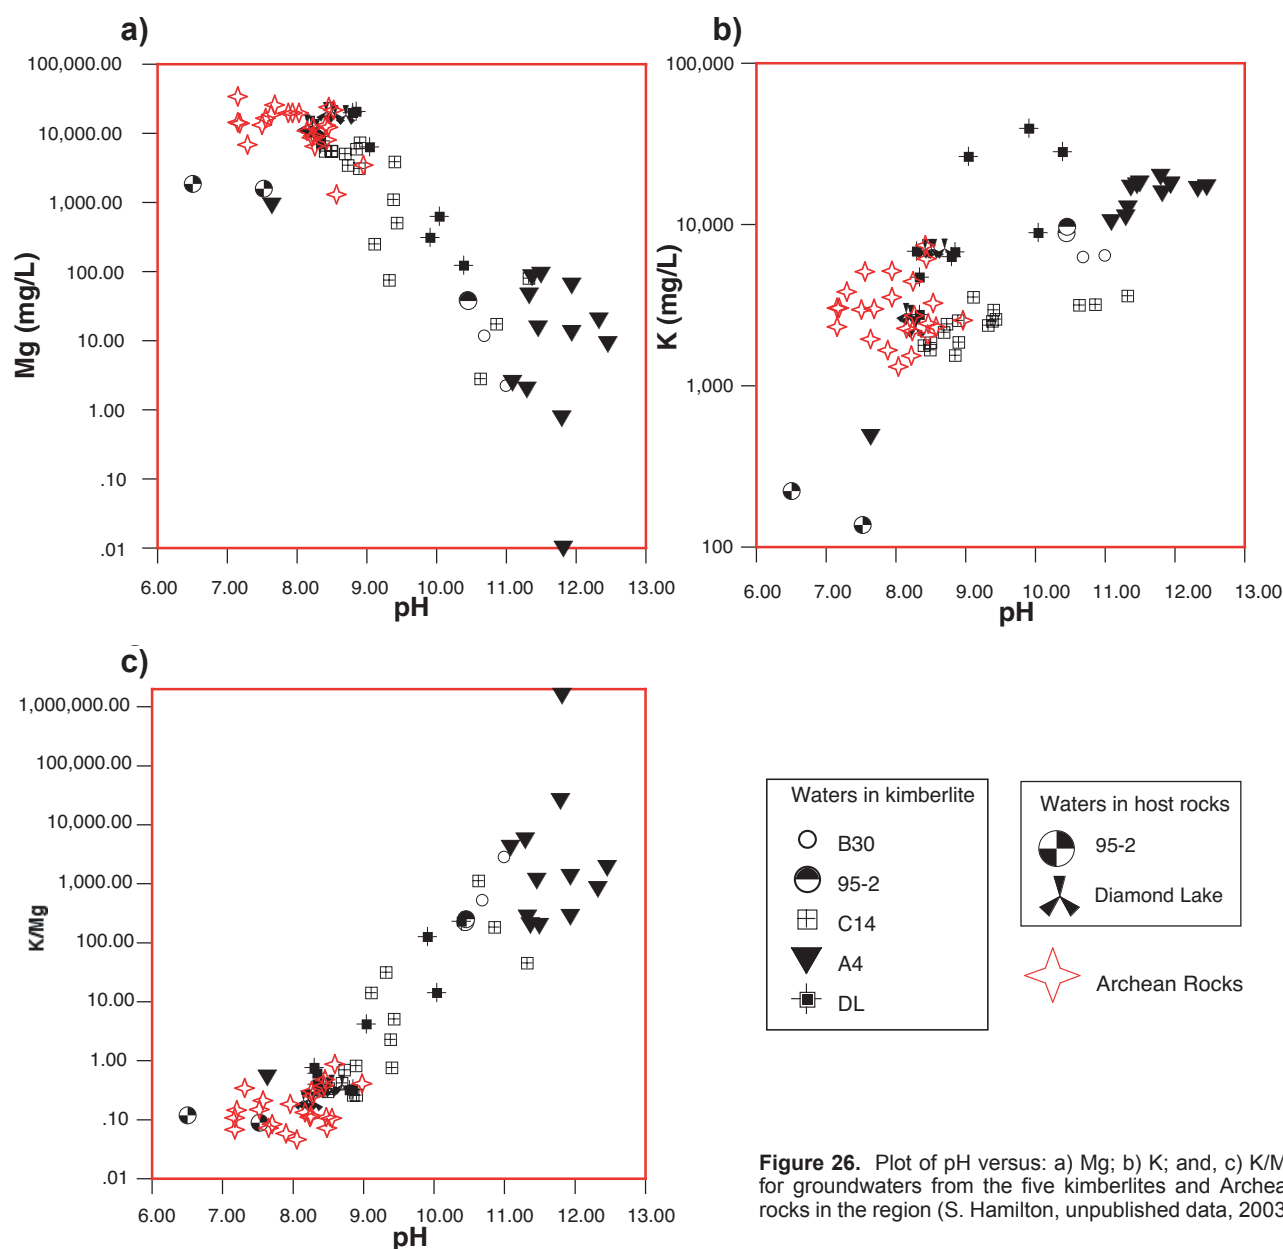 a)
100,000.00
10,000.00
1,000.00
100.00
10.00
1.00
.10
.01
Mg (mg/L)
6.00 7.00 8.00 9.00 10.00 11.00 12.00 13.00
pH
b)
100,000
10,000
1,000
100
K (mg/L)
6.00 7.00 8.00 9.00 10.00 11.00 12.00 13.00
pH
c)
1,000,000.00
100,000.00
10,000.00
1,000.00
100.00
10.00
1.00
.10
.01
K/Mg
6.00 7.00 8.00 9.00 10.00 11.00 12.00 13.00
pH
Waters in kimberlite
B30
95-2
C14
A4
DL
Waters in host rocks
95-2
Diamond Lake
Archean Rocks
Figure 26. Plot of pH versus: a) Mg; b) K; and, c) K/M
for groundwaters from the five kimberlites and Archea
rocks in the region (S. Hamilton, unpublished data, 2003